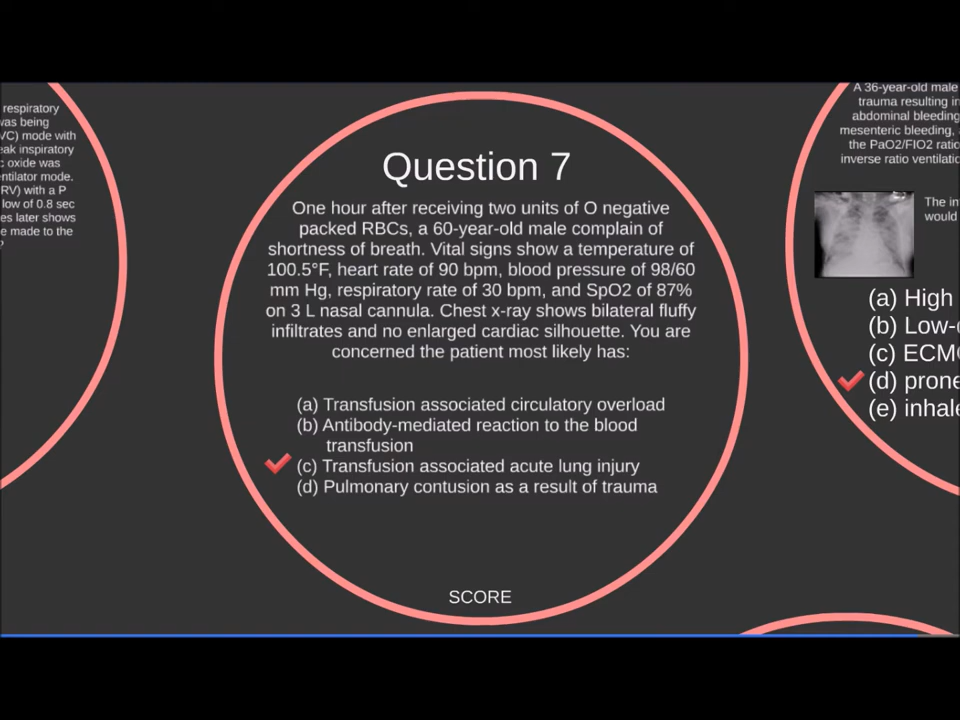 respiratory
was being
VC) mode with
eak inspiratory
c oxide was
entilator mode.
RV) with a P
low of 0.8 sec
es later shows
e made to the
?
Question 7
One hour after receiving two units of O negative
packed RBCs, a 60-year-old male complain of
shortness of breath. Vital signs show a temperature of
100.5°F, heart rate of 90 bpm, blood pressure of 98/60
mm Hg, respiratory rate of 30 bpm, and SpO2 of 87%
on 3 L nasal cannula. Chest x-ray shows bilateral fluffy
infiltrates and no enlarged cardiac silhouette. You are
concerned the patient most likely has:
(a) Transfusion associated circulatory overload
(b) Antibody-mediated reaction to the blood
transfusion
(c) Transfusion associated acute lung injury
(d) Pulmonary contusion as a result of trauma
SCORE
A 36-year-old male
trauma resulting in
abdominal bleeding
mesenteric bleeding,
the PaO2/FIO2 ratio
inverse ratio ventilatio
The in
would
(a) High
(b) Low-
(c) ECM
(d) prone
(e) inhale